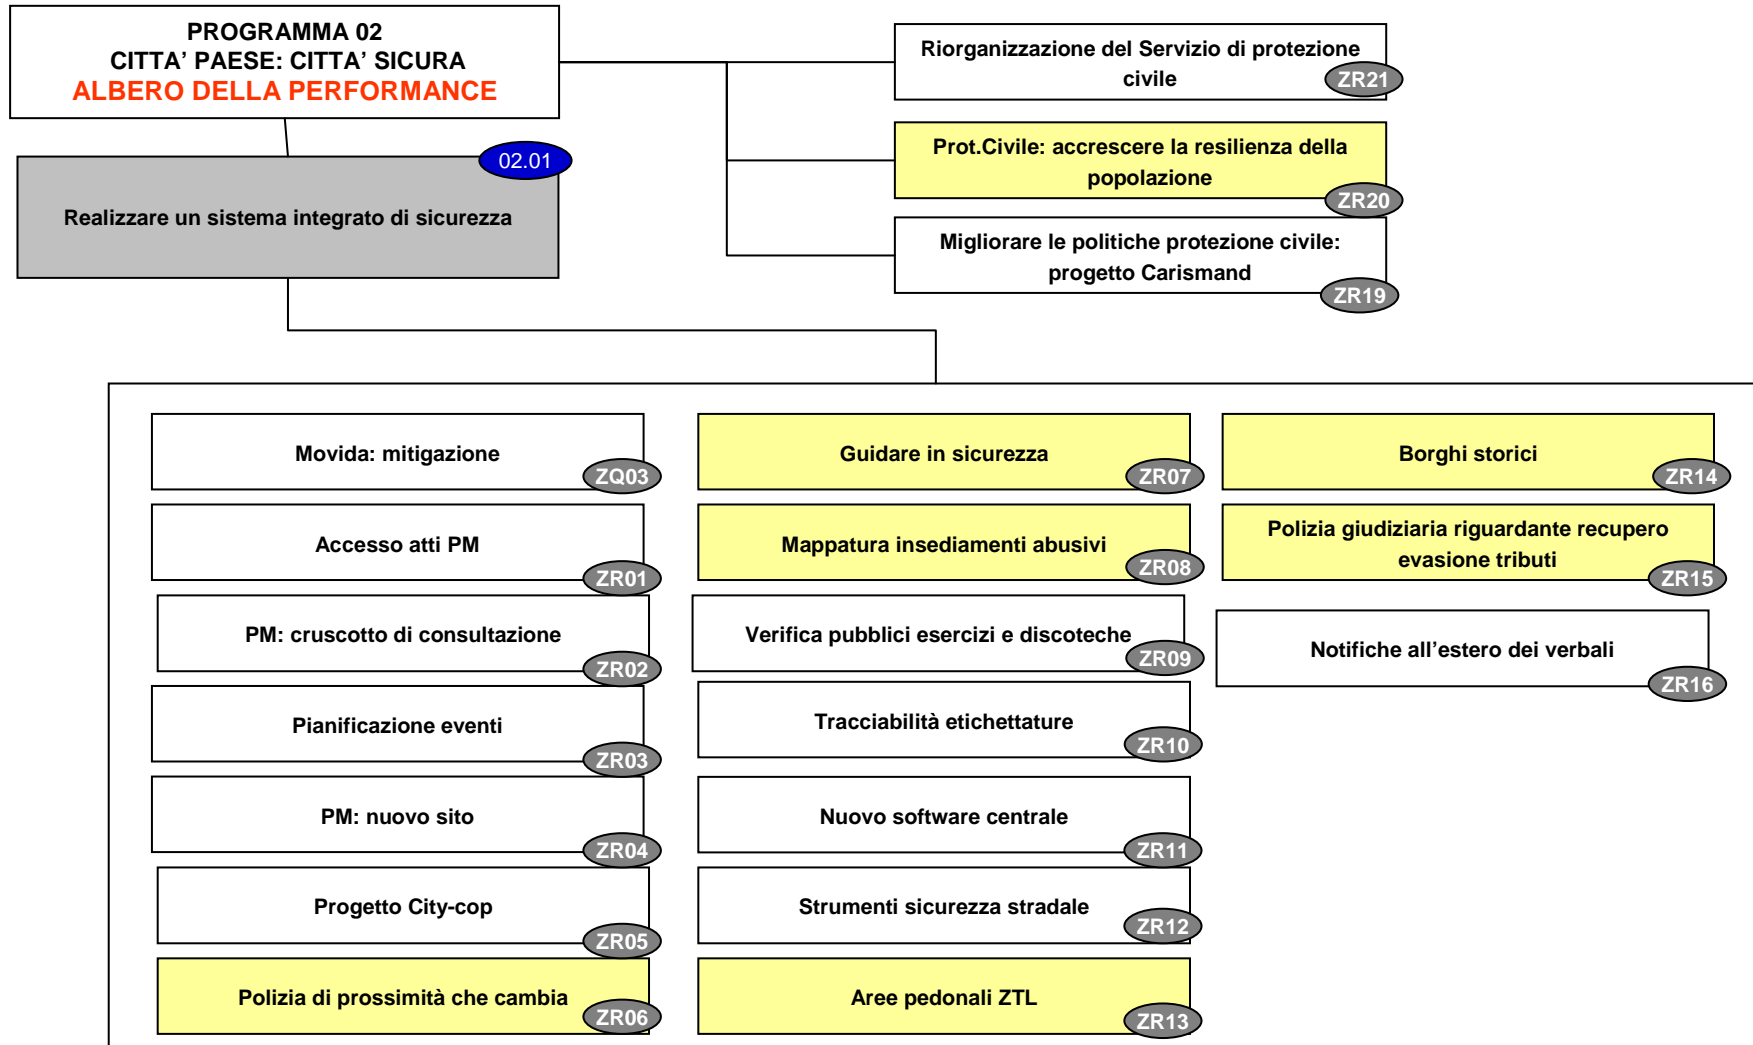 PROGRAMMA 02
CITTA’ PAESE: CITTA’ SICURA
ALBERO DELLA PERFORMANCE
02.01
Realizzare un sistema integrato di sicurezza
Riorganizzazione del Servizio di protezione
civile
ZR21
Prot.Civile: accrescere la resilienza della
popolazione
ZR20
Migliorare le politiche protezione civile:
progetto Carismand
ZR19
Movida: mitigazione
ZQ03
Accesso atti PM
ZR01
PM: cruscotto di consultazione
ZR02
Pianificazione eventi
ZR03
PM: nuovo sito
ZR04
Progetto City-cop
ZR05
Polizia di prossimità che cambia
ZR06
Guidare in sicurezza
ZR07
Mappatura insediamenti abusivi
ZR08
Verifica pubblici esercizi e discoteche
ZR09
Tracciabilità etichettature
ZR10
Nuovo software centrale
ZR11
Strumenti sicurezza stradale
ZR12
Aree pedonali ZTL
ZR13
Borghi storici
ZR14
Polizia giudiziaria riguardante recupero
evasione tributi
ZR15
Notifiche all’estero dei verbali
ZR16